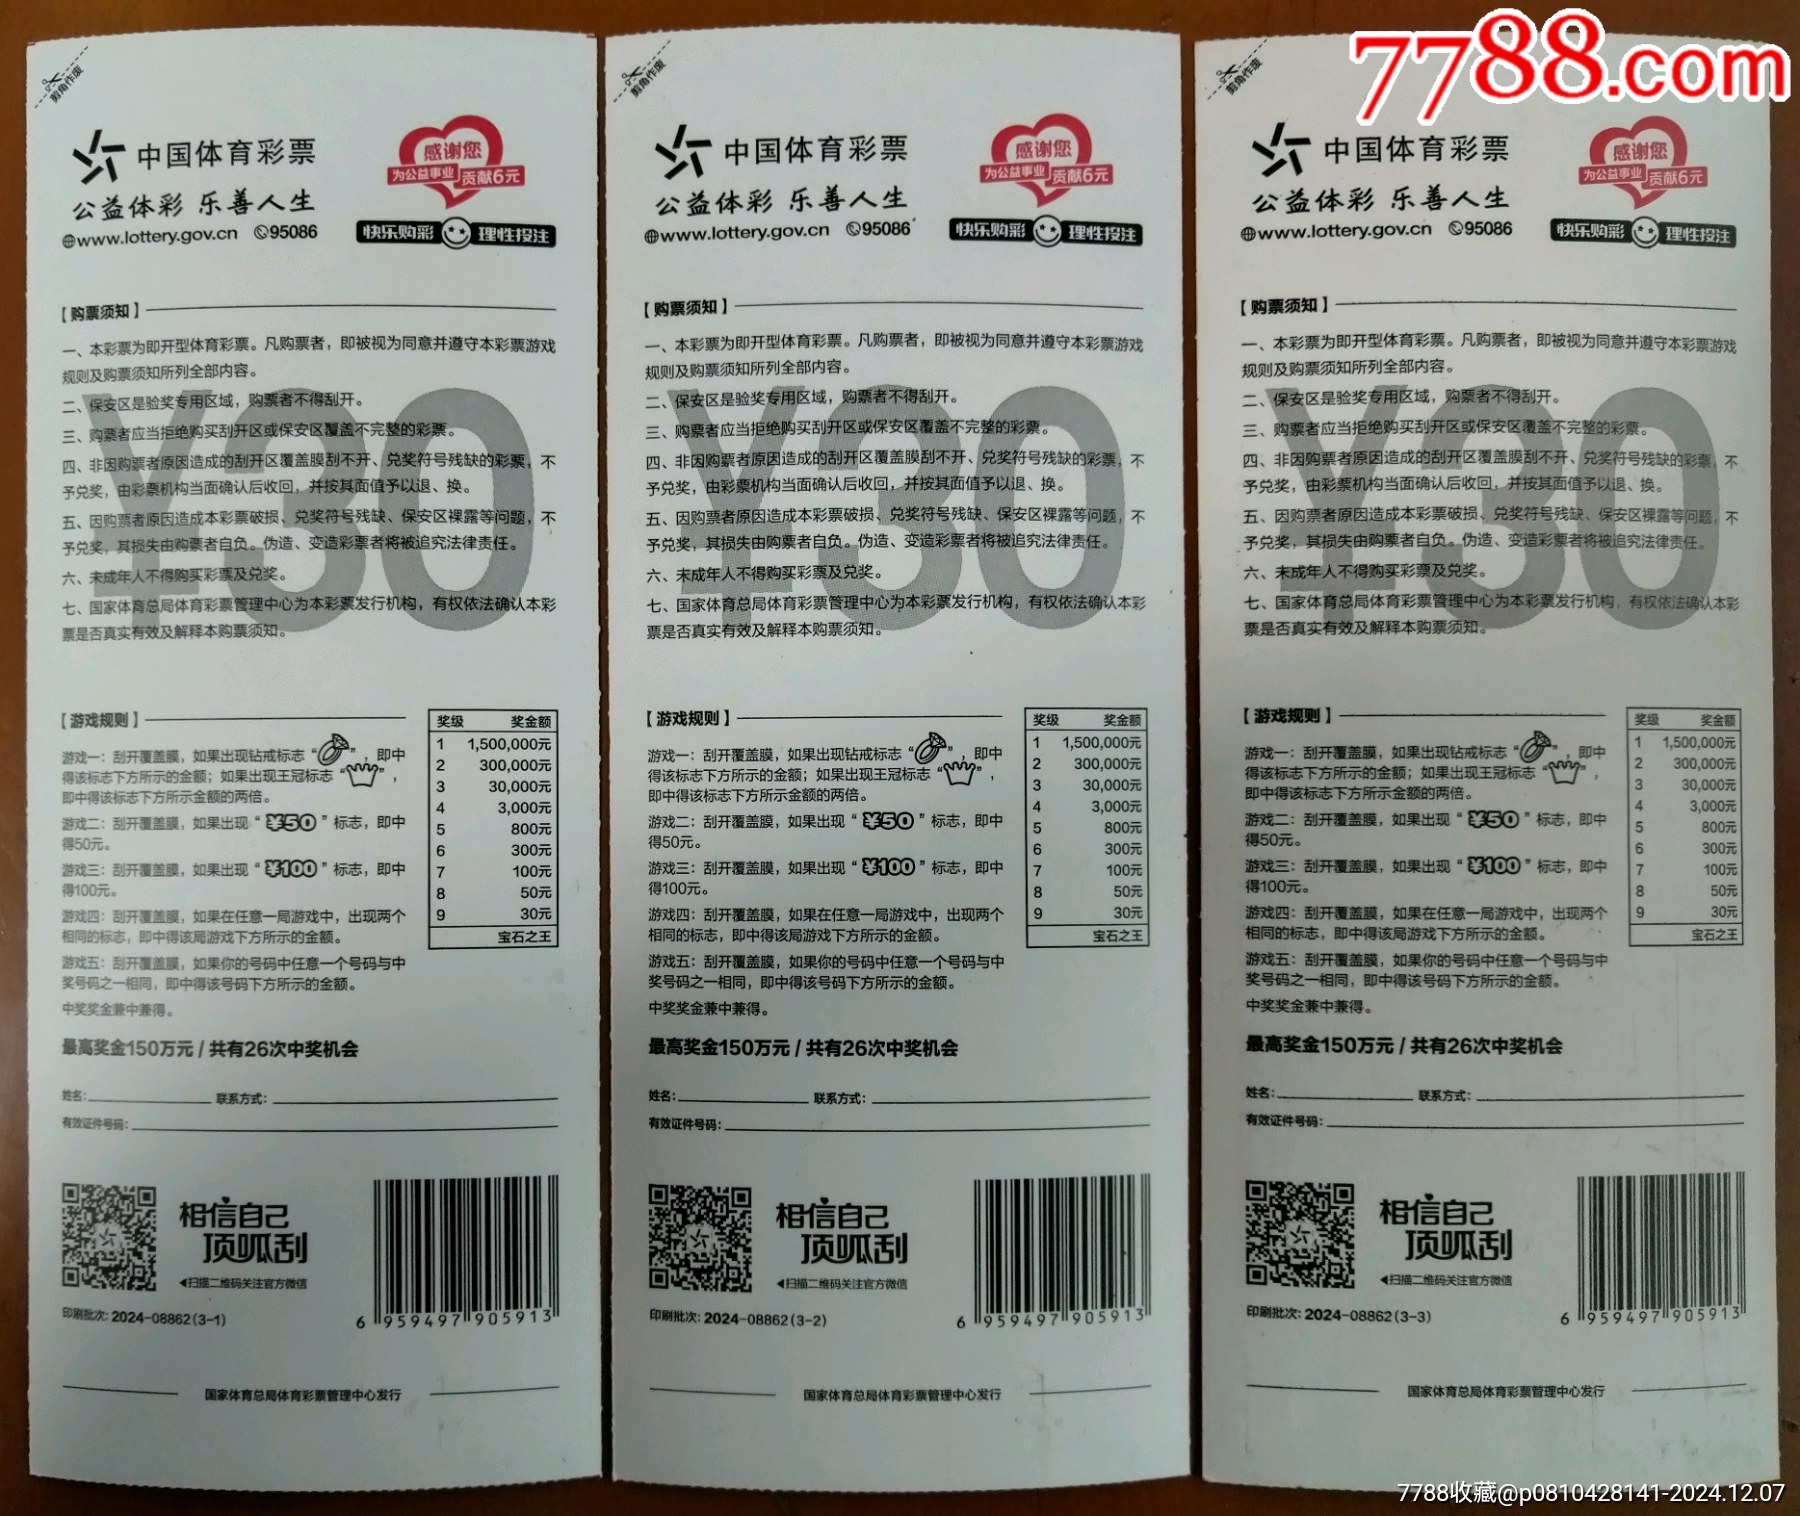 7788.com
剪角作废
中国体育彩票
公益体彩 乐善人生
www.lottery.gov.cn 95086
感谢您
为公益事业 贡献6元
快乐购彩 理性投注
【购票须知】
一、本彩票为即开型体育彩票。凡购票者，即被视为同意并遵守本彩票游戏
规则及购票须知所列全部内容。
二、保安区是验奖专用区域，购票者不得刮开。
三、购票者应当拒绝购买刮开区或保安区覆盖不完整的彩票。
四、非因购票者原因造成的刮开区覆盖膜刮不开、兑奖符号残缺的彩票，不
予兑奖，由彩票机构当面确认后收回，并按其面值予以退、换。
五、因购票者原因造成本彩票破损、兑奖符号残缺、保安区裸露等问题，不
予兑奖，其损失由购票者自负。伪造、变造彩票者将被追究法律责任。
六、未成年人不得购买彩票及兑奖。
七、国家体育总局体育彩票管理中心为本彩票发行机构，有权依法确认本彩
票是否真实有效及解释本购票须知。
¥30
【游戏规则】
游戏一：刮开覆盖膜，如果出现钻戒标志“ ”，即中
得该标志下方所示的金额；如果出现王冠标志“ ”，
即中得该标志下方所示金额的两倍。
游戏二：刮开覆盖膜，如果出现“¥50”标志，即中
得50元。
游戏三：刮开覆盖膜，如果出现“¥100”标志，即中
得100元。
游戏四：刮开覆盖膜，如果在任意一局游戏中，出现两个
相同的标志，即中得该局游戏下方所示的金额。
游戏五：刮开覆盖膜，如果你的号码中任意一个号码与中
奖号码之一相同，即中得该号码下方所示的金额。
中奖奖金兼中兼得。
奖级 奖金额
1 1,500,000元
2 300,000元
3 30,000元
4 3,000元
5 800元
6 300元
7 100元
8 50元
9 30元
宝石之王
最高奖金150万元 / 共有26次中奖机会
姓名： 联系方式：
有效证件号码：
相信自己
顶呱刮
◀扫描二维码关注官方微信
印刷批次：2024-08862(3-1)
6 959497 905913
国家体育总局体育彩票管理中心发行
剪角作废
中国体育彩票
公益体彩 乐善人生
www.lottery.gov.cn 95086
感谢您
为公益事业 贡献6元
快乐购彩 理性投注
【购票须知】
一、本彩票为即开型体育彩票。凡购票者，即被视为同意并遵守本彩票游戏
规则及购票须知所列全部内容。
二、保安区是验奖专用区域，购票者不得刮开。
三、购票者应当拒绝购买刮开区或保安区覆盖不完整的彩票。
四、非因购票者原因造成的刮开区覆盖膜刮不开、兑奖符号残缺的彩票，不
予兑奖，由彩票机构当面确认后收回，并按其面值予以退、换。
五、因购票者原因造成本彩票破损、兑奖符号残缺、保安区裸露等问题，不
予兑奖，其损失由购票者自负。伪造、变造彩票者将被追究法律责任。
六、未成年人不得购买彩票及兑奖。
七、国家体育总局体育彩票管理中心为本彩票发行机构，有权依法确认本彩
票是否真实有效及解释本购票须知。
¥30
【游戏规则】
游戏一：刮开覆盖膜，如果出现钻戒标志“ ”，即中
得该标志下方所示的金额；如果出现王冠标志“ ”，
即中得该标志下方所示金额的两倍。
游戏二：刮开覆盖膜，如果出现“¥50”标志，即中
得50元。
游戏三：刮开覆盖膜，如果出现“¥100”标志，即中
得100元。
游戏四：刮开覆盖膜，如果在任意一局游戏中，出现两个
相同的标志，即中得该局游戏下方所示的金额。
游戏五：刮开覆盖膜，如果你的号码中任意一个号码与中
奖号码之一相同，即中得该号码下方所示的金额。
中奖奖金兼中兼得。
奖级 奖金额
1 1,500,000元
2 300,000元
3 30,000元
4 3,000元
5 800元
6 300元
7 100元
8 50元
9 30元
宝石之王
最高奖金150万元 / 共有26次中奖机会
姓名： 联系方式：
有效证件号码：
相信自己
顶呱刮
◀扫描二维码关注官方微信
印刷批次：2024-08862(3-2)
6 959497 905913
国家体育总局体育彩票管理中心发行
剪角作废
中国体育彩票
公益体彩 乐善人生
www.lottery.gov.cn 95086
感谢您
为公益事业 贡献6元
快乐购彩 理性投注
【购票须知】
一、本彩票为即开型体育彩票。凡购票者，即被视为同意并遵守本彩票游戏
规则及购票须知所列全部内容。
二、保安区是验奖专用区域，购票者不得刮开。
三、购票者应当拒绝购买刮开区或保安区覆盖不完整的彩票。
四、非因购票者原因造成的刮开区覆盖膜刮不开、兑奖符号残缺的彩票，不
予兑奖，由彩票机构当面确认后收回，并按其面值予以退、换。
五、因购票者原因造成本彩票破损、兑奖符号残缺、保安区裸露等问题，不
予兑奖，其损失由购票者自负。伪造、变造彩票者将被追究法律责任。
六、未成年人不得购买彩票及兑奖。
七、国家体育总局体育彩票管理中心为本彩票发行机构，有权依法确认本彩
票是否真实有效及解释本购票须知。
¥30
【游戏规则】
游戏一：刮开覆盖膜，如果出现钻戒标志“ ”，即中
得该标志下方所示的金额；如果出现王冠标志“ ”，
即中得该标志下方所示金额的两倍。
游戏二：刮开覆盖膜，如果出现“¥50”标志，即中
得50元。
游戏三：刮开覆盖膜，如果出现“¥100”标志，即中
得100元。
游戏四：刮开覆盖膜，如果在任意一局游戏中，出现两个
相同的标志，即中得该局游戏下方所示的金额。
游戏五：刮开覆盖膜，如果你的号码中任意一个号码与中
奖号码之一相同，即中得该号码下方所示的金额。
中奖奖金兼中兼得。
奖级 奖金额
1 1,500,000元
2 300,000元
3 30,000元
4 3,000元
5 800元
6 300元
7 100元
8 50元
9 30元
宝石之王
最高奖金150万元 / 共有26次中奖机会
姓名： 联系方式：
有效证件号码：
相信自己
顶呱刮
◀扫描二维码关注官方微信
印刷批次：2024-08862(3-3)
6 959497 905913
国家体育总局体育彩票管理中心发行
7788收藏@p0810428141-2024.12.07